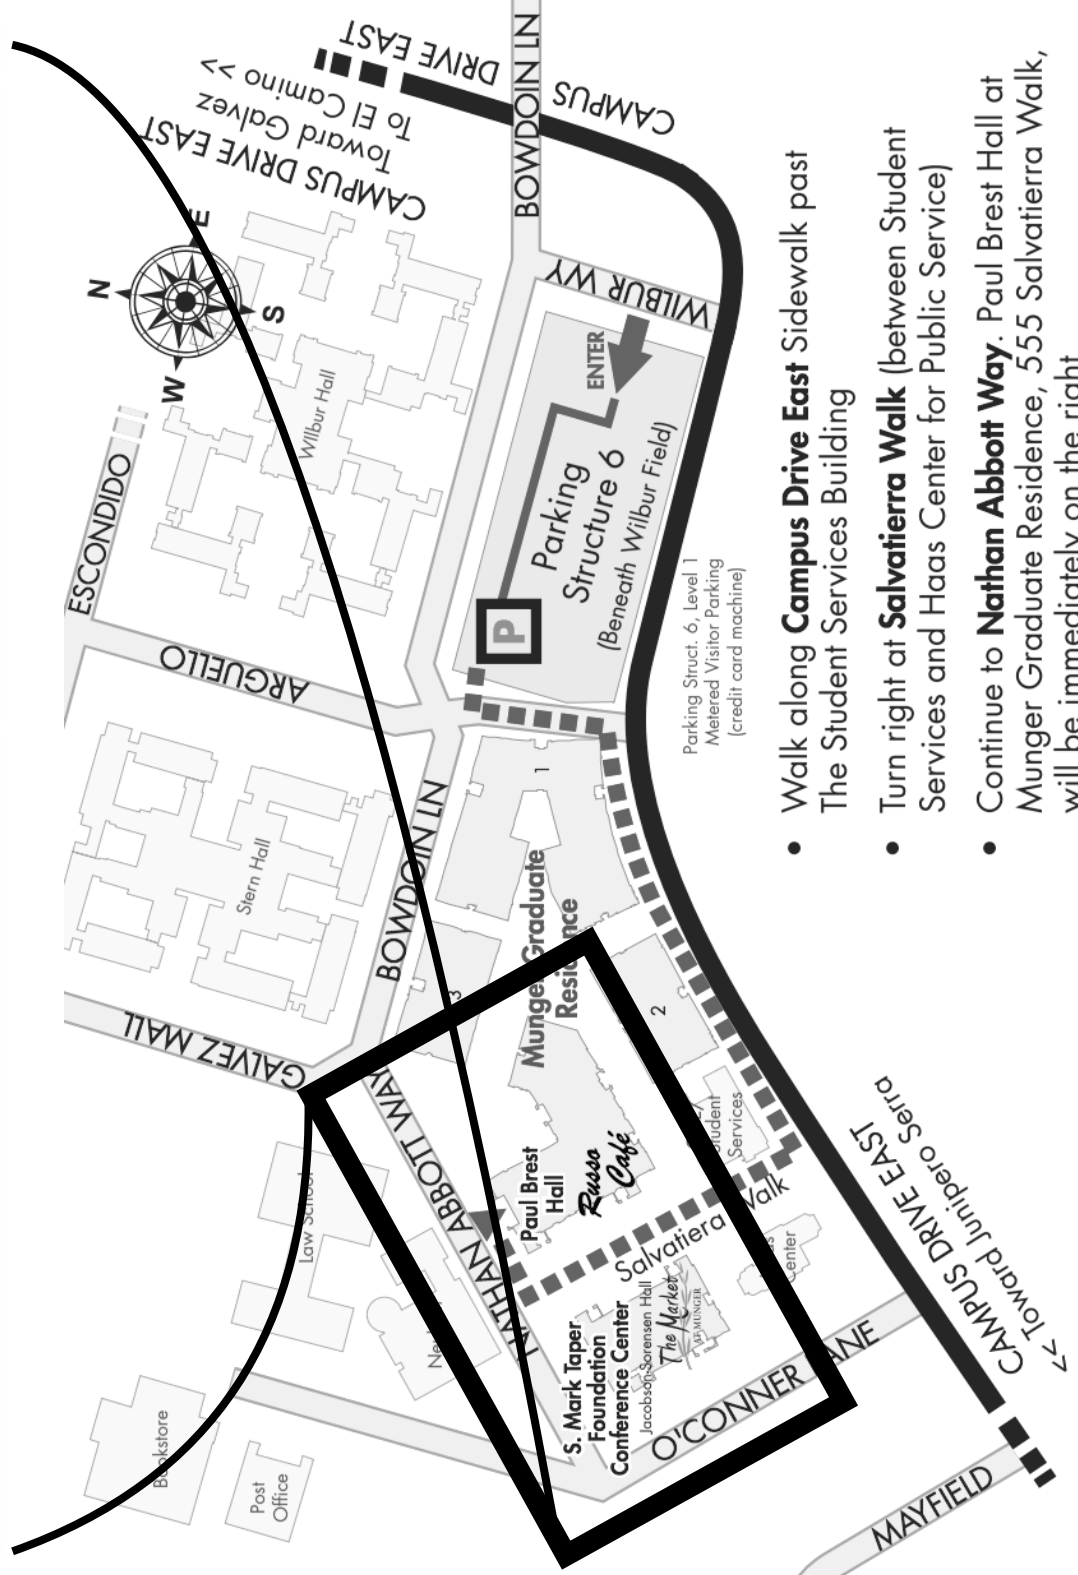 CAMPUS DRIVE EAST
Toward Galvez
To El Camino >>
DRIVE EAST
CAMPUS
BOWDOIN LN
WILBUR WY
N
E
S
W
ESCONDIDO
Wilbur Hall
ENTER
Parking
Structure 6
(Beneath Wilbur Field)
P
Parking Struct. 6, Level 1
Metered Visitor Parking
(credit card machine)
ARGUELLO
Stern Hall
BOWDOIN LN
GALVEZ MALL
1
2
3
Munger Graduate
Residence
NATHAN ABBOTT WAY
Law School
Paul Brest
Hall
Russo
Café
Student
Services
Salvatiera Walk
Center
S. Mark Taper
Foundation
Conference Center
Jacobson-Sorensen Hall
The Market
AT MUNGER
O'CONNER LANE
Bookstore
Post
Office
MAYFIELD
CAMPUS DRIVE EAST
<< Toward Junipero Serra
• Walk along Campus Drive East Sidewalk past
The Student Services Building
• Turn right at Salvatierra Walk (between Student
Services and Haas Center for Public Service)
• Continue to Nathan Abbott Way. Paul Brest Hall at
Munger Graduate Residence, 555 Salvatierra Walk,
will be immediately on the right